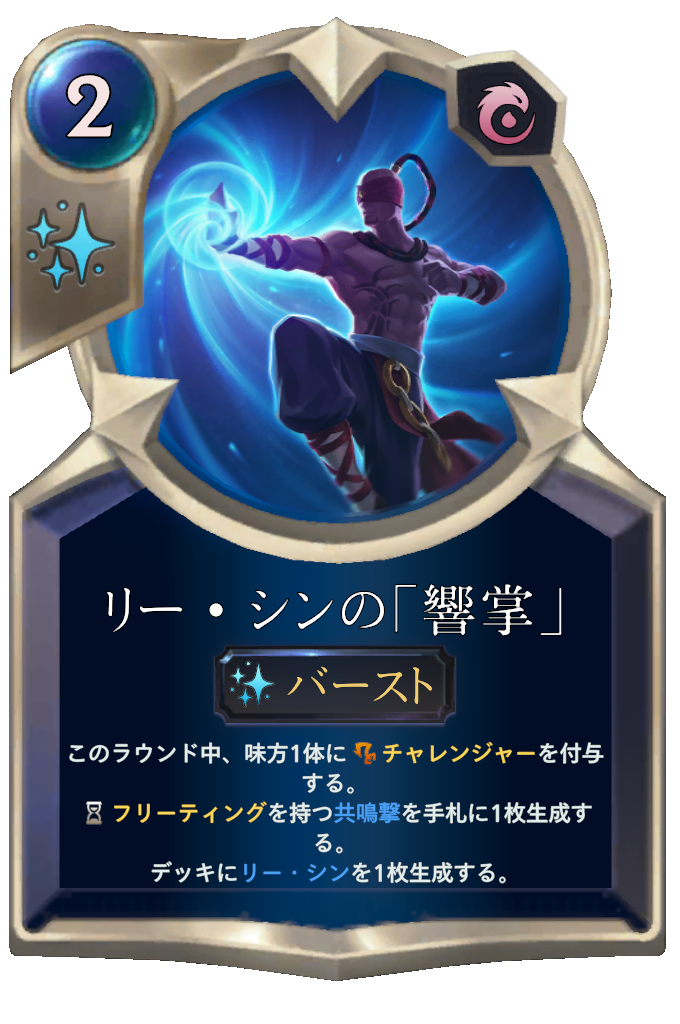 2
リー・シンの「響掌」
バースト
このラウンド中、味方1体に チャレンジャーを付与
する。
フリーティングを持つ共鳴撃を手札に1枚生成す
る。
デッキにリー・シンを1枚生成する。